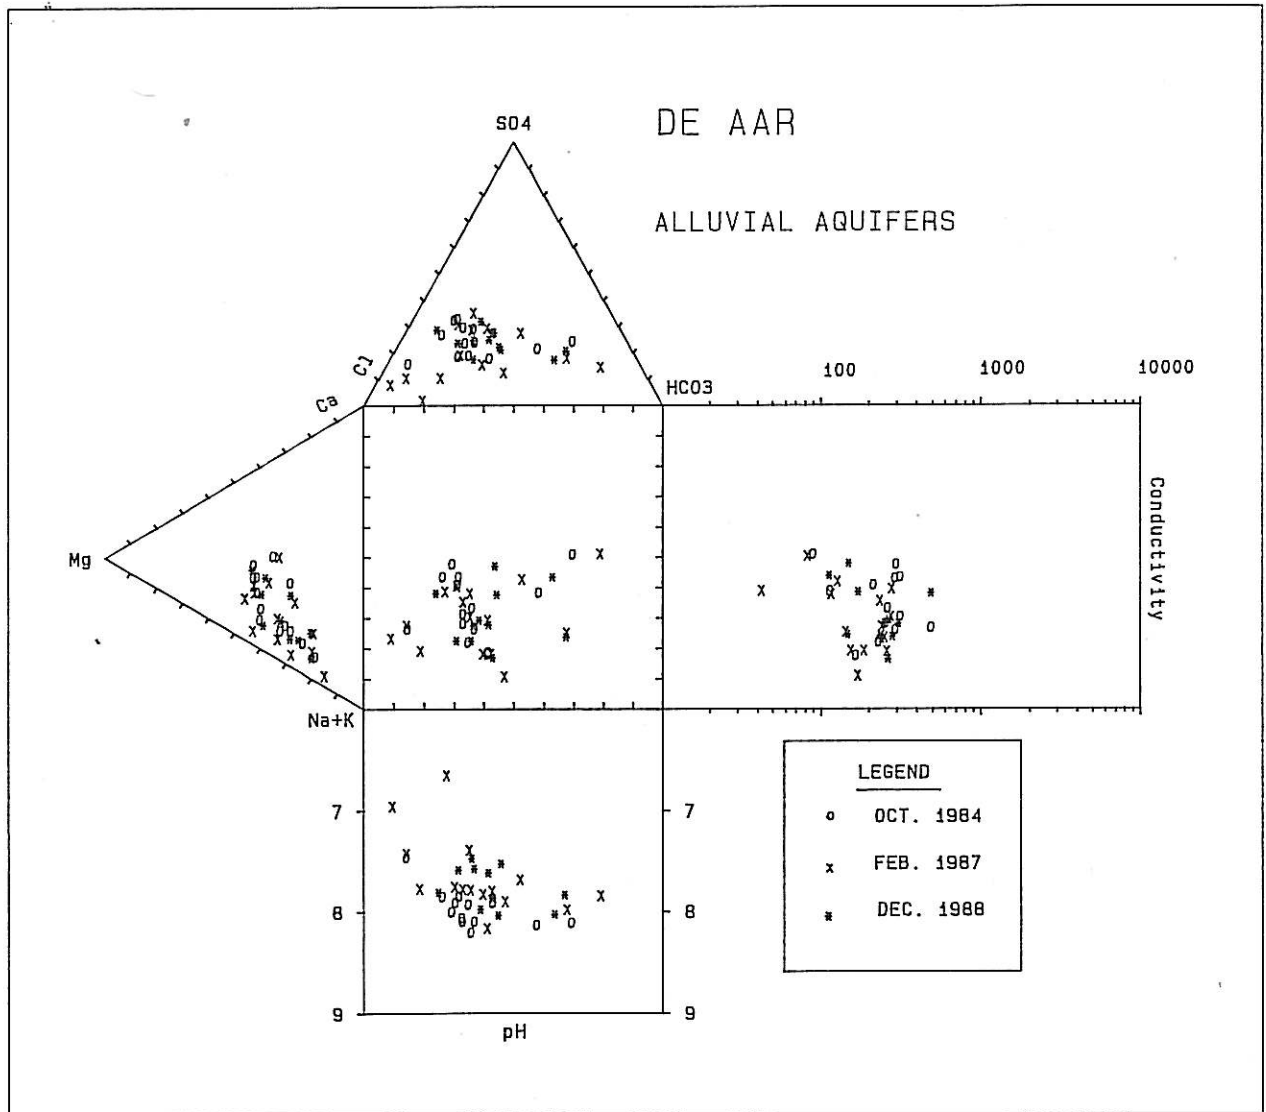 DE AAR
SO4
ALLUVIAL AQUIFERS
Cl
Ca
HCO3
100
1000
10000
Mg
Conductivity
Na+K
LEGEND
7
7
o OCT. 1984
x FEB. 1987
8
8
* DEC. 1988
9
9
pH